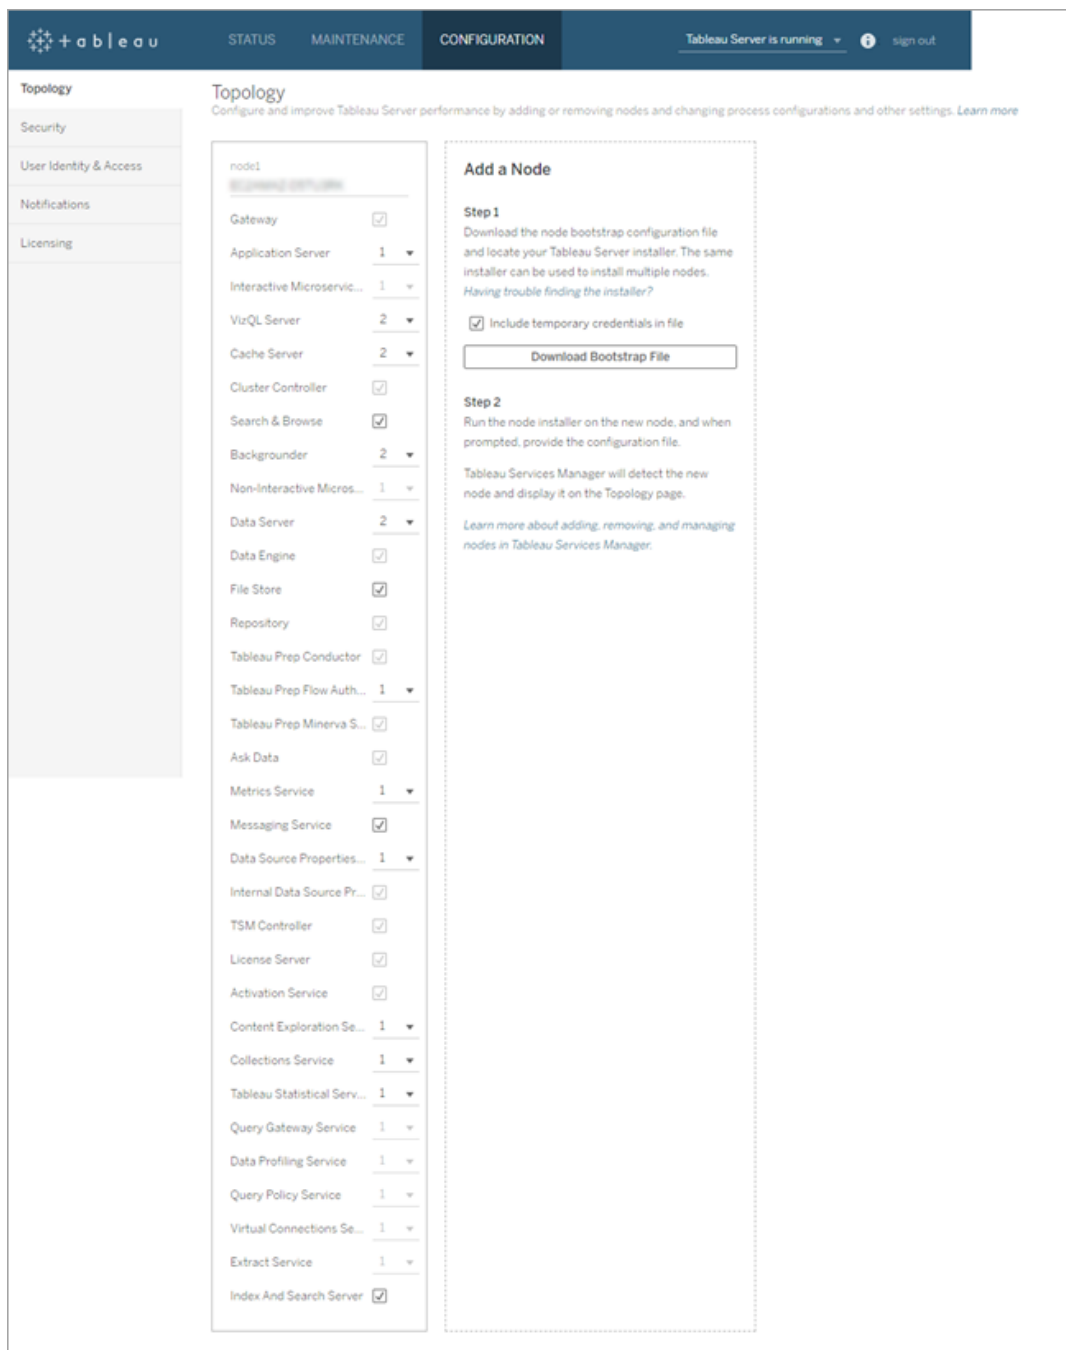 +ableau
STATUS MAINTENANCE CONFIGURATION Tableau Server is running sign out
Topology
Security
User Identity & Access
Notifications
Licensing
Topology
Configure and improve Tableau Server performance by adding or removing nodes and changing process configurations and other settings. Learn more
node1
Gateway
Application Server 1
Interactive Microservic... 1
VizQL Server 2
Cache Server 2
Cluster Controller
Search & Browse
Backgrounder 2
Non-Interactive Micros... 1
Data Server 2
Data Engine
File Store
Repository
Tableau Prep Conductor
Tableau Prep Flow Auth... 1
Tableau Prep Minerva S...
Ask Data
Metrics Service 1
Messaging Service
Data Source Properties... 1
Internal Data Source Pr...
TSM Controller
License Server
Activation Service
Content Exploration Se... 1
Collections Service 1
Tableau Statistical Serv... 1
Query Gateway Service 1
Data Profiling Service 1
Query Policy Service 1
Virtual Connections Se... 1
Extract Service 1
Index And Search Server
Add a Node
Step 1
Download the node bootstrap configuration file
and locate your Tableau Server installer. The same
installer can be used to install multiple nodes.
Having trouble finding the installer?
Include temporary credentials in file
Download Bootstrap File
Step 2
Run the node installer on the new node, and when
prompted, provide the configuration file.
Tableau Services Manager will detect the new
node and display it on the Topology page.
Learn more about adding, removing, and managing
nodes in Tableau Services Manager.